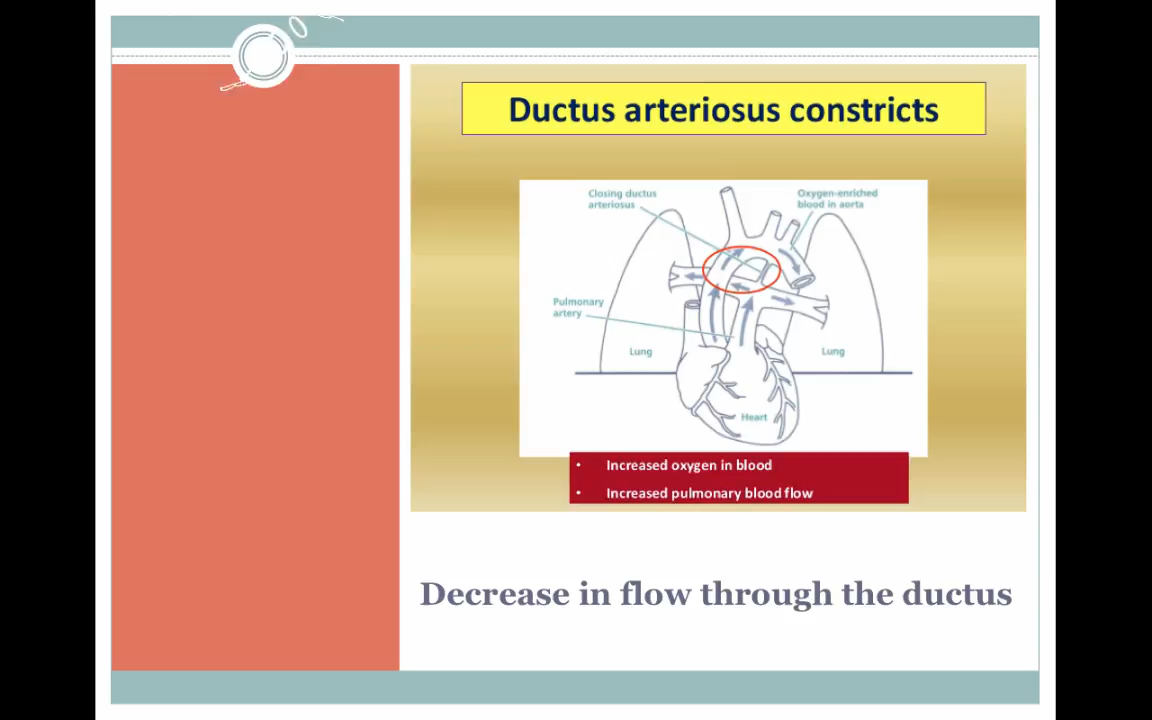 Ductus arteriosus constricts
Closing ductus
arteriosus
Oxygen-enriched
blood in aorta
Pulmonary
artery
Lung
Lung
Heart
• Increased oxygen in blood
• Increased pulmonary blood flow
Decrease in flow through the ductus